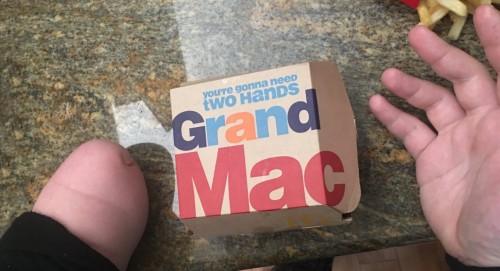 you're gonna need
two Hands
Grand
Mac